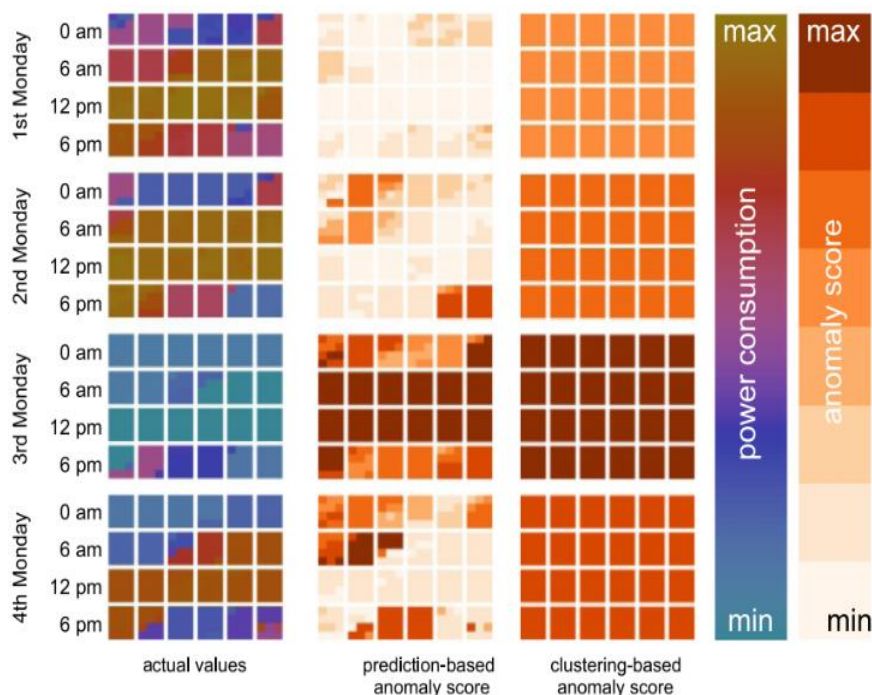 1st Monday
0 am
6 am
12 pm
6 pm
2nd Monday
0 am
6 am
12 pm
6 pm
3rd Monday
0 am
6 am
12 pm
6 pm
4th Monday
0 am
6 am
12 pm
6 pm
actual values
prediction-based
anomaly score
clustering-based
anomaly score
max
power consumption
min
max
anomaly score
min